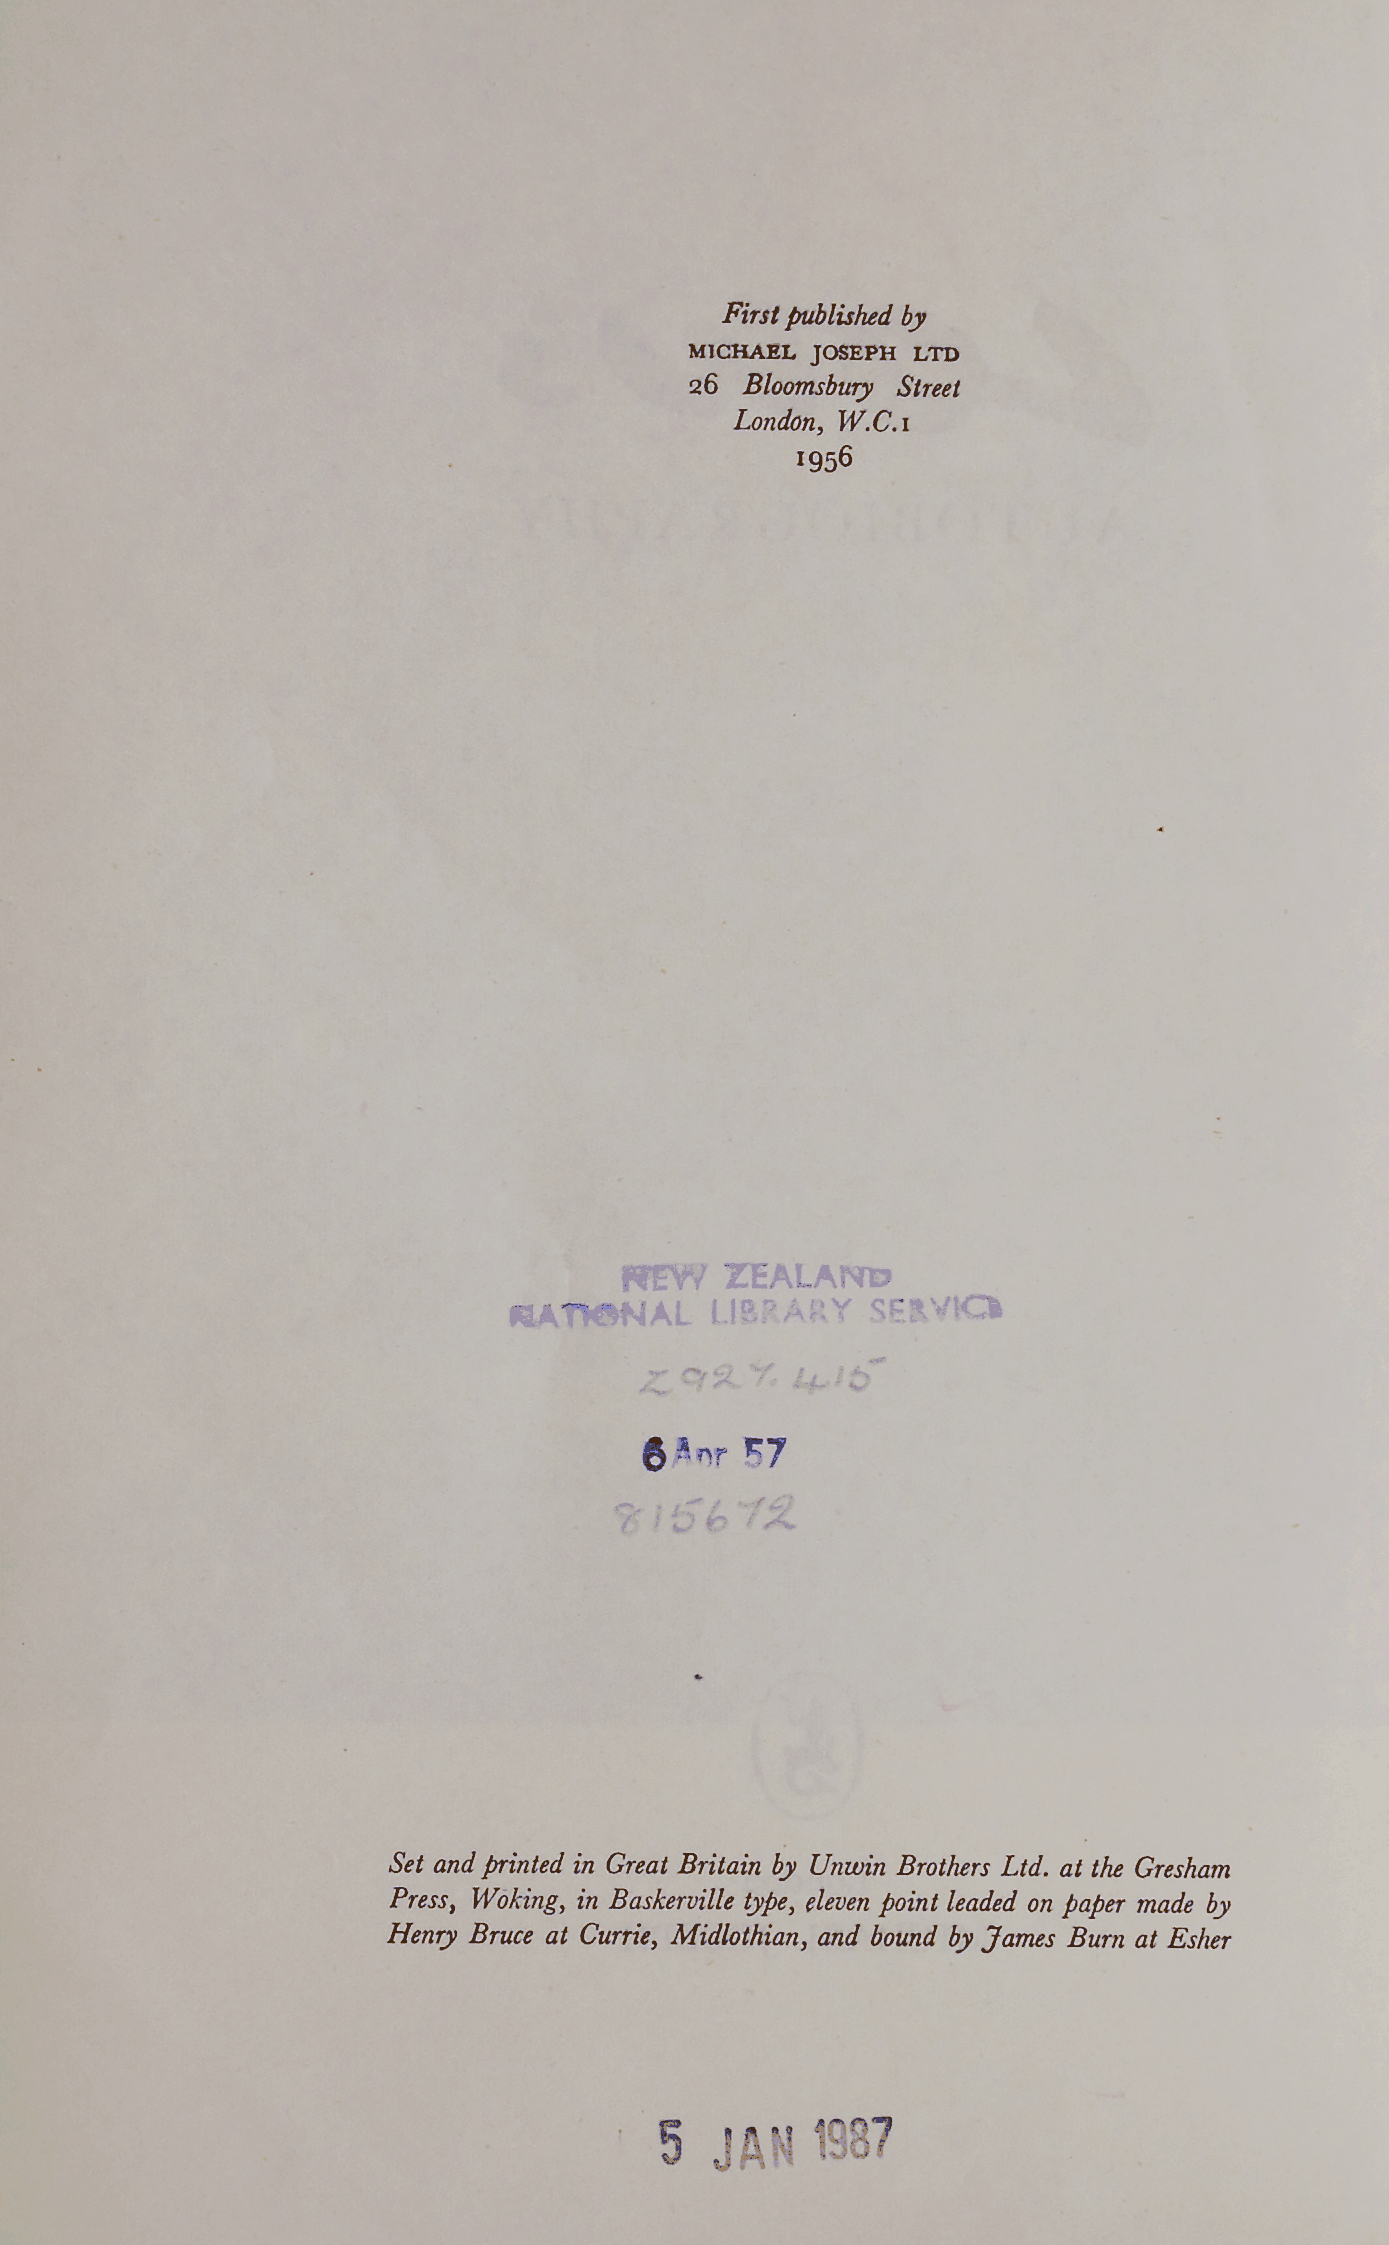 First published by
MICHAEL JOSEPH LTD
26 Bloomsbury Street
London, W.C.1
1956
NEW ZEALAND
NATIONAL LIBRARY SERVICE
Z 927.415
6 Apr 57
815672
Set and printed in Great Britain by Unwin Brothers Ltd. at the Gresham
Press, Woking, in Baskerville type, eleven point leaded on paper made by
Henry Bruce at Currie, Midlothian, and bound by James Burn at Esher
5 JAN 1987